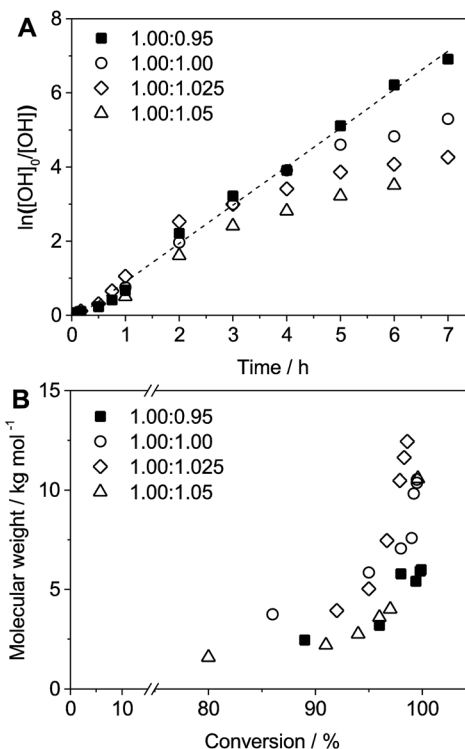 A
1.00:0.95
1.00:1.00
1.00:1.025
1.00:1.05
ln([OH]₀/[OH])
8
6
4
2
0
0 1 2 3 4 5 6 7
Time / h
B
1.00:0.95
1.00:1.00
1.00:1.025
1.00:1.05
Molecular weight / kg mol⁻¹
15
10
5
0
0 10 80 90 100
Conversion / %